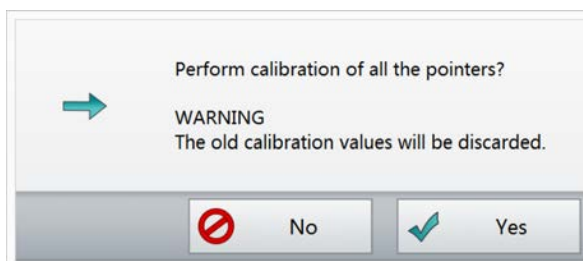 Perform calibration of all the pointers?
WARNING
The old calibration values will be discarded.
No
Yes